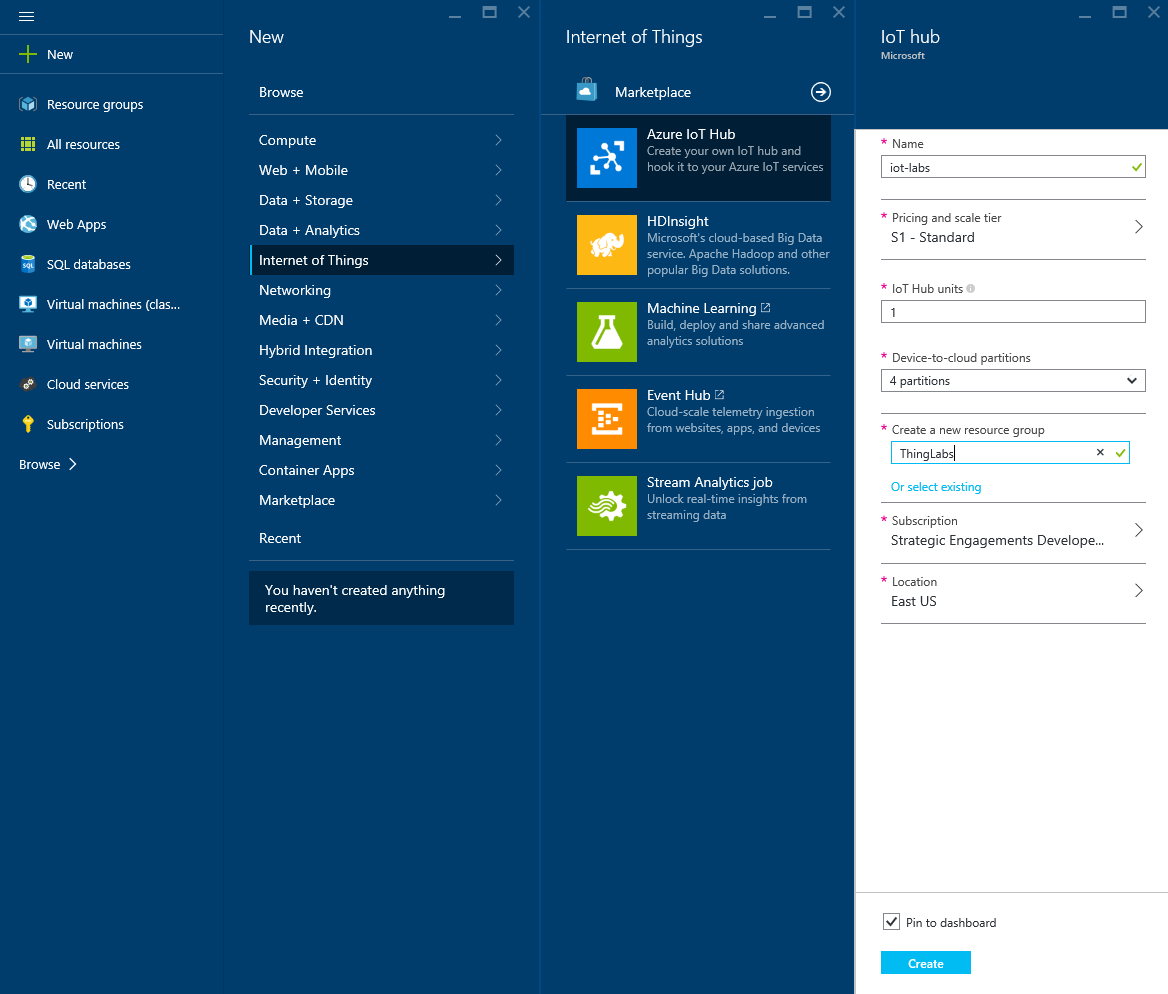 New
Resource groups
All resources
Recent
Web Apps
SQL databases
Virtual machines (clas...
Virtual machines
Cloud services
Subscriptions
Browse
New
Browse
Compute
Web + Mobile
Data + Storage
Data + Analytics
Internet of Things
Networking
Media + CDN
Hybrid Integration
Security + Identity
Developer Services
Management
Container Apps
Marketplace
Recent
You haven't created anything
recently.
Internet of Things
Marketplace
Azure IoT Hub
Create your own IoT hub and
hook it to your Azure IoT services
HDInsight
Microsoft's cloud-based Big Data
service. Apache Hadoop and other
popular Big Data solutions.
Machine Learning
Build, deploy and share advanced
analytics solutions
Event Hub
Cloud-scale telemetry ingestion
from websites, apps, and devices
Stream Analytics job
Unlock real-time insights from
streaming data
IoT hub
Microsoft
* Name
iot-labs
* Pricing and scale tier
S1 - Standard
* IoT Hub units
1
* Device-to-cloud partitions
4 partitions
* Create a new resource group
ThingLabs
Or select existing
* Subscription
Strategic Engagements Develope...
* Location
East US
Pin to dashboard
Create